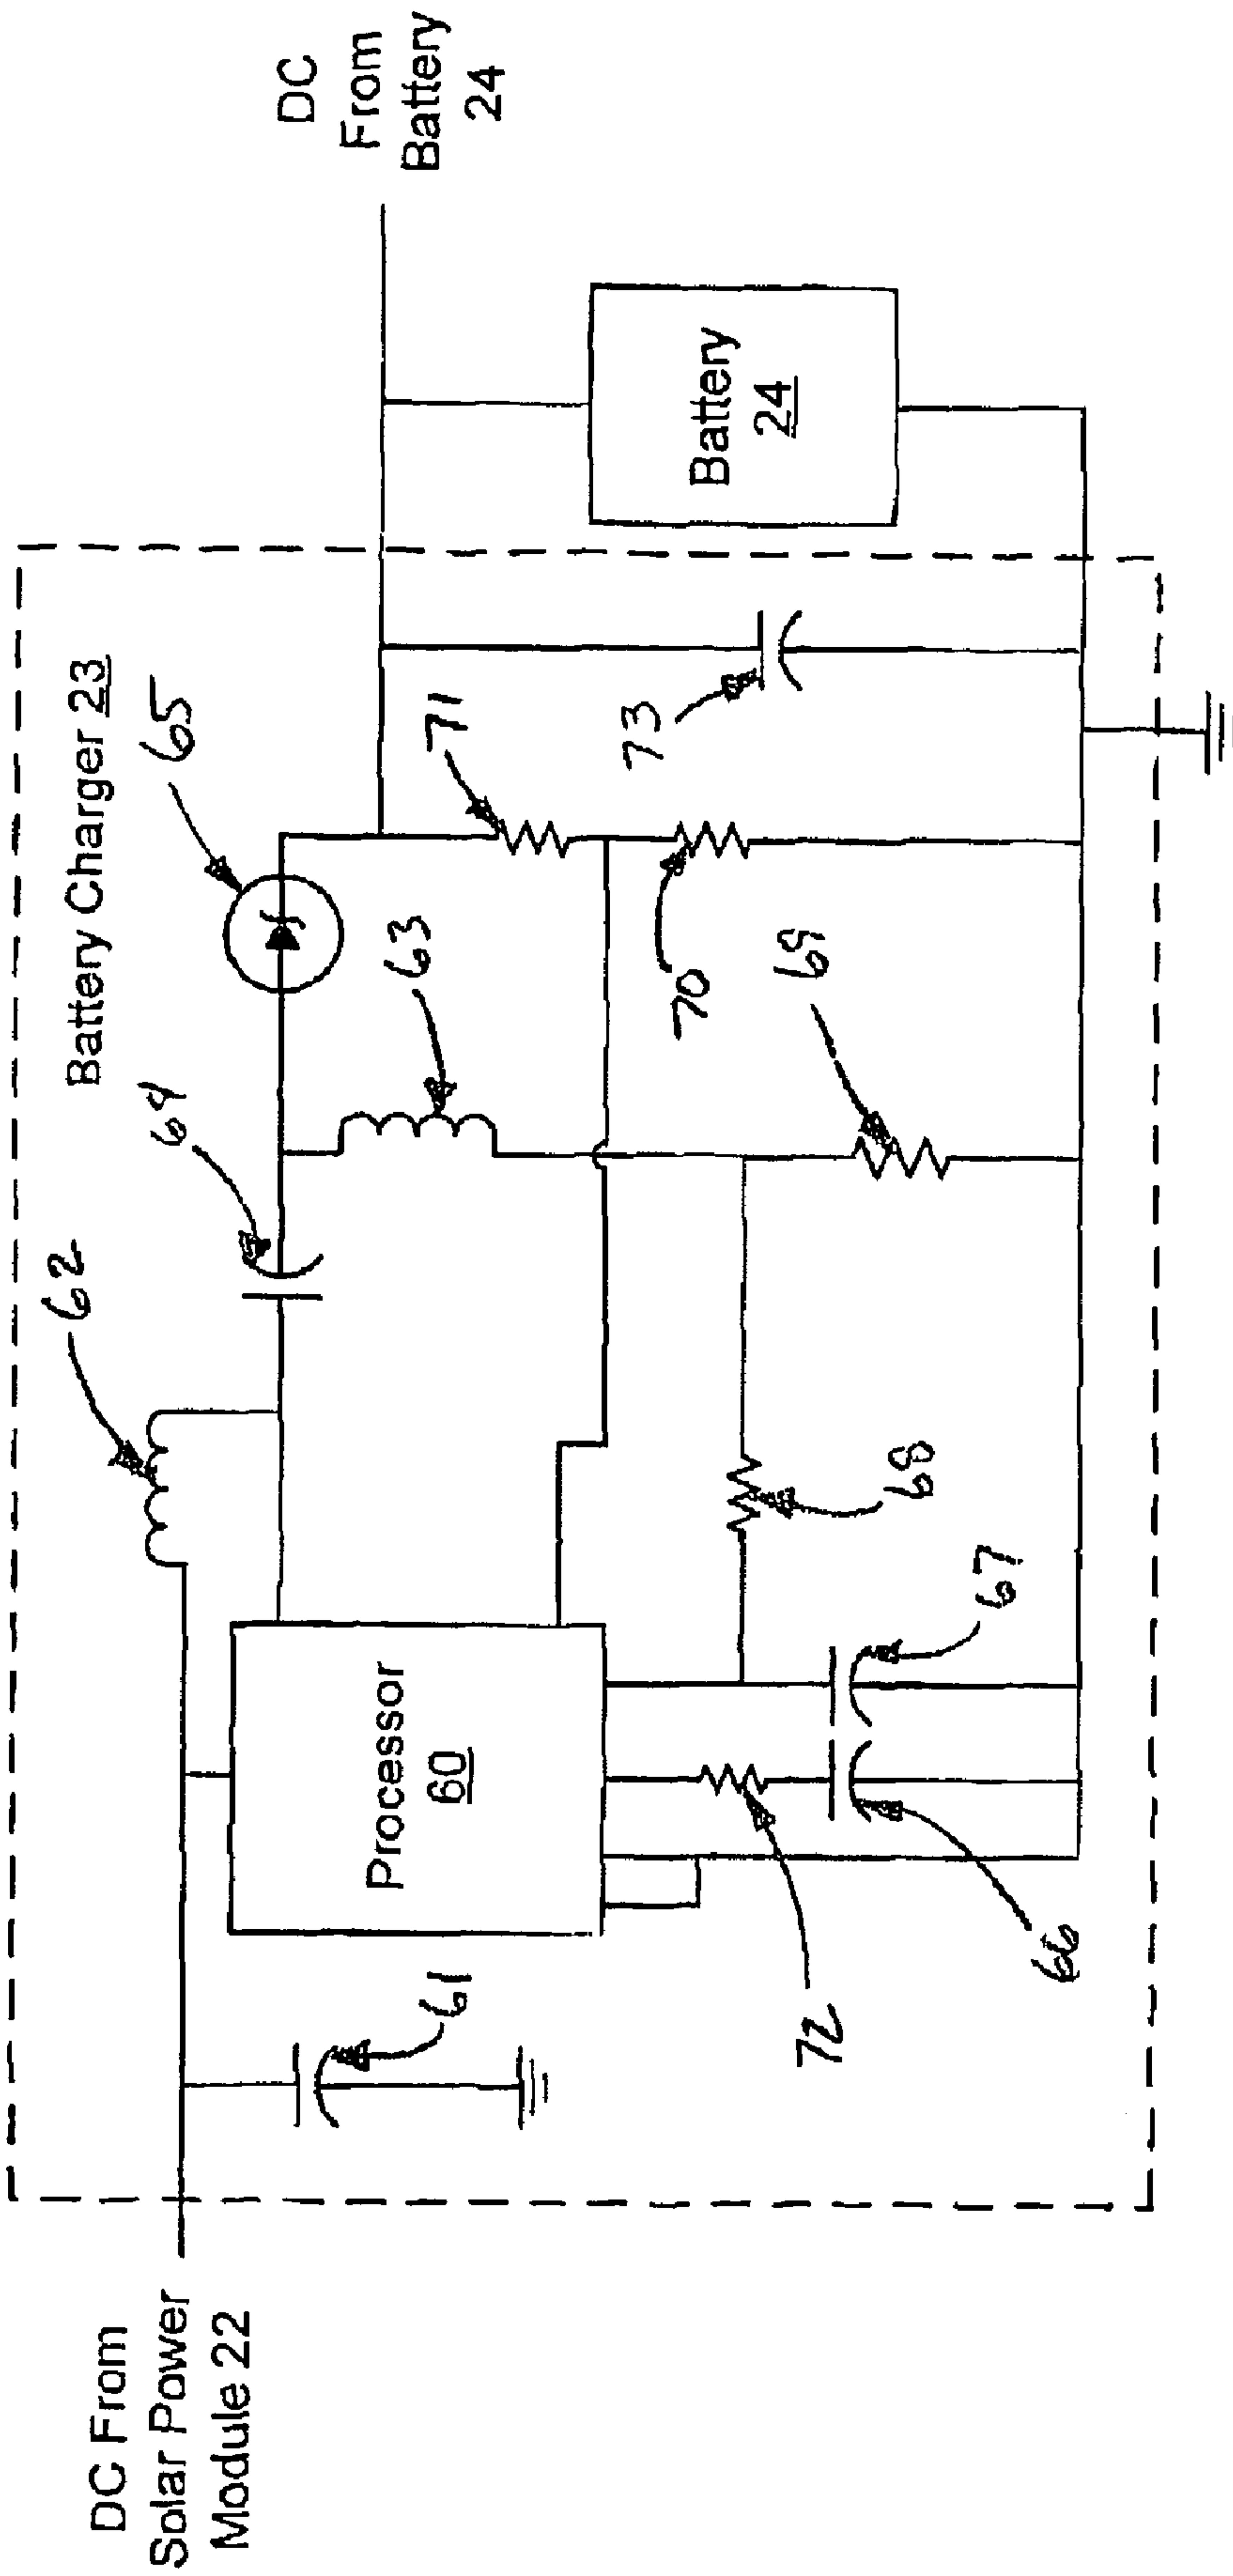 DC From
Solar Power
Module 22
Battery Charger 23
62
64
65
63
71
Processor
60
61
72
66
67
68
69
70
73
Battery
24
DC
From
Battery
24